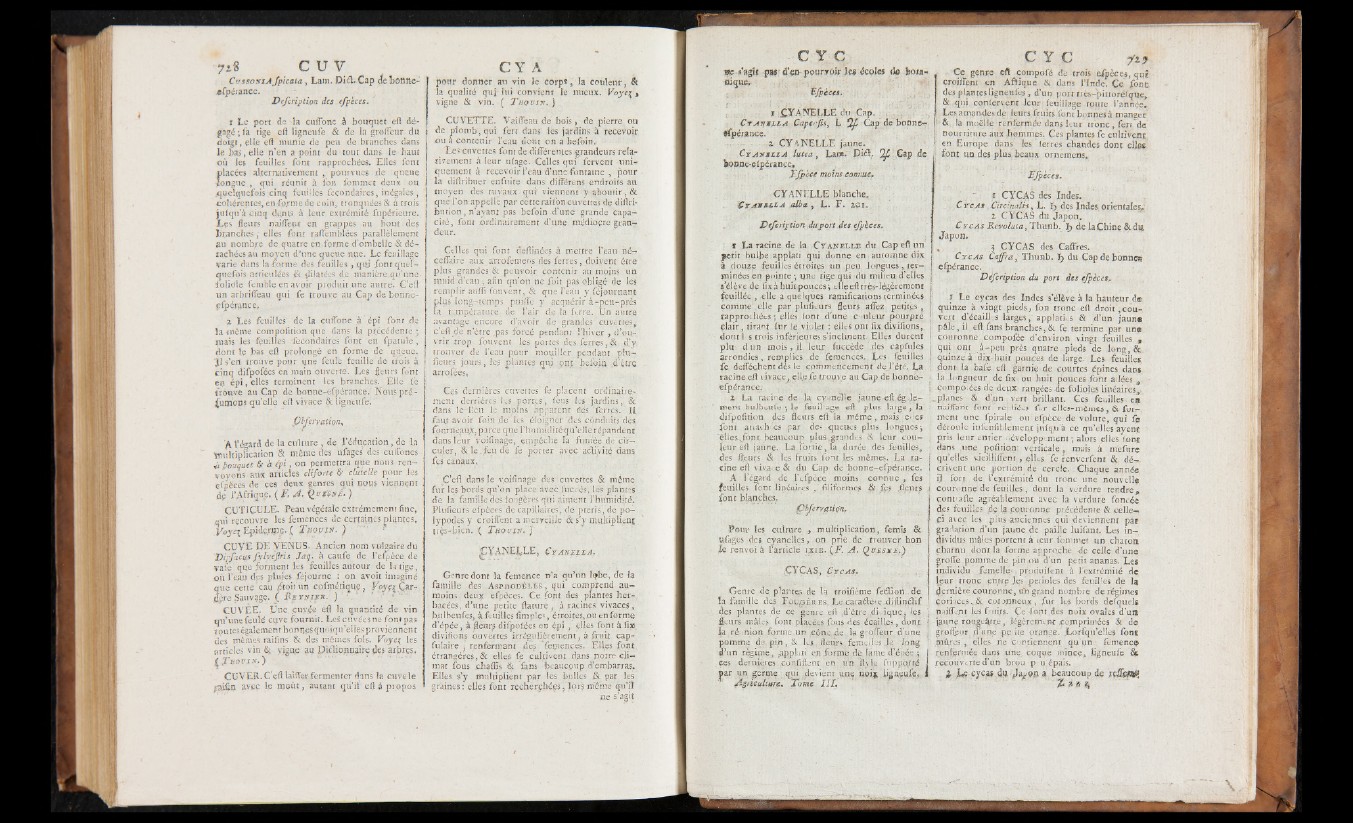 728 C U V
Cussonia spicata, Lam. Dict. Cap de bonne-
espérance.
Description des espèces.
1 Le port de la cussone à bouquet est dé-
gagé; sa tige est ligneuse & de la grosseur du
doigt, elle est munie de peu de branches dans
le bas, elle n'en a point du tout dans le haut
où les feuilles sont rapprochées. Elles sont
placées alternativement, pourvues de queue
longue, qui réunit à son sommet deux ou
quelquefois cinq feuilles secondaires, inégales,
cohérentes, en forme de coin, tronquées & à trois
jusqu'à cinq dents à leur extrémité supérieure.
Les fleurs naissent en grappes au bout des
branches; elles sont rassemblées parallèlement
au nombre de quatre en forme d'ombelle & dé-
tachées au moyen d'une queue nue. Le feuillage
varie dans la forme des feuilles, qui sont quel-
quefois articulées & dilatées de manière qu'une
foliole semble en avoir produit une autre. C'est
un arbrisseau qui se trouve au Cap de bonne-
espérance.
2 Les feuilles de la cussone à épi sont de
la même composition que dans la précédente;
mais les feuilles secondaires sont en spatule,
dont le bas est prolongé en forme de queue.
Il s'en trouve pour une seule feuille de trois à
cinq disposées en main ouverte. Les fleurs sont
en épi, elles terminent les branches. Elle se
trouve au Cap de bonne-espérance. Nous pré-
sumons qu'elle est vivace & ligneuse.
Observation.
A l'égard de la culture, de l'éducation, de la
multiplication & même des usages des cussones
à bouquet & à épi, on permettra que nous ren-
voyons aux articles cliforte & clutelle pour les
espèces de ces deux genres qui nous viennent
de l'Afrique. (F. A. Quesné.)
CUTICULE. Peau végétale extrêmement fine,
qui recouvre les semences de certaines plantes.
Voyez Epiderme. ( Thouin. )
CUVE DE VENUS. Ancien nom vulgaire du
Dipsacus sylvestris Jaq. à cause de l'espèce de
vase que forment les feuilles autour de la tige,
où l'eau des pluies séjourne : on avoit imaginé
que cette eau étoit un cosmétique, Voyez Car-
dère Sauvage. ( Reynier. )
CUVÉE. Une cuvée est la quantité de vin
qu'une seule cuve fournit. Les cuvées ne sont pas
toutes également bonnes quoiqu'elles proviennent
des mêmes raisins & des mêmes sols. Voyez les
articles vin & vigne au Dictionnaire des arbres.
( Thouin. )
CUVER. C'est laisser fermenter dans la cuve le
raisin avec le moût, autant qu'il est à propos
C Y A
pour donner au vin le corps, la couleur, &
la qualité qui lui convient le mieux. Voyez,
vigne & vin. ( Thouin. )
CUVETTE. Vaisseau de bois, de pierre ou
de plomb, qui sert dans les jardins à recevoir
ou à contenir l'eau dont on a besoin.
Les cuvettes sont de différentes grandeurs rela-
tivement à leur usage. Celles qui servent uni-
quement à recevoir l'eau d'une fontaine, pour
la distribuer ensuite dans différens endroits au
moyen des tuyaux qui viennent y aboutir, &
que l'on appelle par cette raison cuvettes de distri-
bution, n'ayant pas besoin d'une grande capa-
cité, sont ordinairement d'une médiocre gran-
deur.
Celles qui sont destinées à mettre l'eau né-
cessaire aux arrosemens des serres, doivent être
plus grandes & pouvoir contenir au moins un
muid d'eau, afin qu'on ne soit pas obligé de les
remplir aussi souvent, & que l'eau y séjournant
plus long-temps puisse y acquérir à-peu-près
la température de l'air de la serre. Un autre
avantage encore d'avoir de grandes cuvettes,
c'est de n'être pas forcé pendant l'hiver, d'ou-
vrir trop souvent les portes des serres, & d'y
trouver de l'eau pour mouiller pendant plu-
sieurs jours, les plantes qui ont besoin d'être
arrosées.
Ces dernières cuvettes se placent ordinaire-
ment derrières les portes, sous les jardins, &
dans le lieu le moins apparent des serres. Il
faut avoir soin de les éloigner des conduits des
fourneaux, parce que l'humidité qu'elle répandent
dans leur voisinage, empêche la fumée de cir-
culer, & le feu de se porter avec activité dans
ses canaux.
C'est dans le voisinage des cuvettes & même
sur les bords qu'on place avec succès, les plantes
de la famille des fougères qui aiment l'humidité.
Plusieurs espèces de capillaires, de pteris, de po-
lypodes y croissent à merveille & s'y multiplient
très-bien. ( Thouin. )
CYANELLE, Cyanella.
Genre dont la semence n'a qu'un lobe, de la
famille des Asphodèles, qui comprend au-
moins deux espèces. Ce sont des plantes her-
bacées, d'une petite stature, à racines vivaces,
bulbeuses, à feuilles simples, étroites, ou en forme
d'épée, à fleurs disposées en épi, elles sont à six
divisions ouvertes irrégulièrement, à fruit cap-
sulaire, renfermant des semences. Elles sont
étrangères, & elles se cultivent dans notre cli-
mat sous chassis & sans beaucoup d'embarras.
Elles s'y multiplient par les bulbes & par les
graines: elles sont recherchées, lors même qu'il
ne s'agit
C Y C
ne s'agit pas d'en pourvoir les écoles de bota-
nique.
Espèces.
1 CYANELLE du Cap.
Cyanella Capensis, L ♃ Cap de bonne-
espérance.
2 CYANELLE jaune.
Cyanella lutea, Lam. Dict. ♃ Cap de
bonne-espérance.
Espèce moins connue.
CYANELLE blanche.
Cyanella alba, L. F. 201.
Description du port des espèces.
1 La racine de la Cyanelle du Cap est un
petit bulbe applati qui donne en automne dix
à douze feuilles étroites un peu longues, ter-
minées en pointe; une tige qui du milieu d'elles
s'élève de six à huit pouces; elle est très-légèrement
feuillée, elle a quelques ramifications terminées
comme elle par plusieurs fleurs assez petites,
rapprochées; elles sont d'une couleur pourpré
clair, tirant sur le violet: elles ont six divisions,
dont les trois inférieures s'inclinent. Elles durent
plus d'un mois, il leur succède des capsules
arrondies, remplies de semences. Les feuilles
se dessèchent dès le commencement de l'été. La
racine est vivace, elle se trouve au Cap de bonne-
espérance.
2 La racine de la cyanelle jaune est égale-
ment bulbeuse; le feuillage est plus large, la
disposition des fleurs est la même, mais elles
sont attachées par des queues plus longues;
elles sont beaucoup plus grandes & leur cou-
leur est jaune. La sortie, la durée des feuilles,
des fleurs & les fruits sont les mêmes. La ra-
cine est vivace & du Cap de bonne-espérance.
A l'égard de l'espèce moins connue, ses
feuilles sont linéaires, filiformes & ses fleurs
sont blanches.
Observation.
Pour les culture, multiplication, semis &
usages des cyanelles, on prie de trouver bon
le renvoi à l'article ixia. (F. A. Quesné.)
CYCAS, Cycas.
Genre de plantes de la troisième section de
la famille des Fougères. Le caractère distinctif
des plantes de ce genre est d'être dioïque, les
fleurs mâles sont placées sous des écailles, dont
la réunion forme un cône de la grosseur d'une
pomme de pin, & les fleurs femelles le long
d'un régime, applati en forme de lame d'épée;
ces dernières consistent en un style supporté
par un germe qui devient une noix ligneuse.
Agriculture. Tome III.
C Y C 729
Ce genre est composé de trois espèces, qui
croissent en Afrique & dans l'Inde. Ce sont
des plantes ligneuses, d'un port très-pittoresque,
& qui conservent leur feuillage toute l'année.
Les amandes de leurs fruits sont bonnes à manger
& la moëlle renfermée dans leur tronc, sert de
nourriture aux hommes. Ces plantes se cultivent
en Europe dans les terres chaudes dont elles
sont un des plus beaux ornemens.
Espèces.
1 CYCAS des Indes.
Cycas Circinalis, L. ♄ des Indes orientales.
2 CYCAS du Japon.
Cycas Revoluta, Thunb. ♄ de la Chine & du
Japon.
3 CYCAS des Caffres.
Cycas Caffra, Thunb. ♄ du Cap de bonne-
espérance.
Description du port des espèces.
1 Le cycas des Indes s'élève à la hauteur de
quinze à vingt pieds, son tronc est droit, cou-
vert d'écailles larges, applaties & d'un jaune
pâle, il est sans branches, & se termine par une
couronne composée d'environ vingt feuilles,
qui ont à-peu près quatre pieds de long, &
quinze à dix huit pouces de large. Les feuilles
dont la base est garnie de courtes épines dans
la longueur de six ou huit pouces sont ailées,
composées de deux rangées de folioles linéaires,
planes & d'un vert brillant. Ces feuilles en
naissant sont roulées sur elles-mêmes, & for-
ment une spirale ou espèce de volute, qui se
déroule insensiblement jusqu'à ce qu'elles ayent
pris leur entier développement; alors elles sont
dans une position verticale, mais à mesure
qu'elles vieillissent, elles se renversent & dé-
crivent une portion de cercle. Chaque année
il sort de l'extrémité du tronc une nouvelle
couronne de feuilles, dont la verdure tendre,
contraste agréablement avec la verdure foncée
des feuilles de la couronne précédente & celle-
ci avec les plus anciennes qui deviennent par
gradation d'un jaune de paille luisant. Les in-
dividus mâles portent à leur sommet un chaton
charnu dont la forme approche de celle d'une
grosse pomme de pin ou d'un petit ananas. Les
individu femelles produisent à l'extrémité de
leur tronc entre les pétioles des feuilles de la
dernière couronne, un grand nombre de régimes
coriaces, & cotonneux, sur les bords desquels
naissent les fruits. Ce sont des noix ovales d'un
jaune rougeâtre, légèrement comprimées & de
grosseur d'une petite orange. Lorsqu'elles sont
mûres, elles ne contiennent qu'un semence
renfermée dans une coque mince, ligneuse &
recouverte d'un brou peu épais.
2 Le cycas du Japon a beaucoup de ressem-
Z z z z